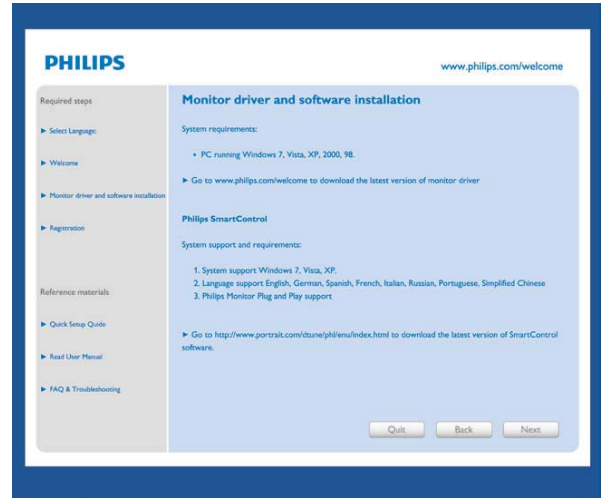 PHILIPS
www.philips.com/welcome
Required steps
► Select Language:
► Welcome
► Monitor driver and software installation
► Registration
Reference materials
► Quick Setup Guide
► Read User Manual
► FAQ & Troubleshooting
Monitor driver and software installation
System requirements:
• PC running Windows 7, Vista, XP, 2000, 98.
► Go to www.philips.com/welcome to download the latest version of monitor driver
Philips SmartControl
System support and requirements:
1. System support Windows 7, Vista, XP.
2. Language support English, German, Spanish, French, Italian, Russian, Portuguese, Simplified Chinese
3. Philips Monitor Plug and Play support
► Go to http://www.portrait.com/dtune/phl/enu/index.html to download the latest version of SmartControl
software.
Quit
Back
Next